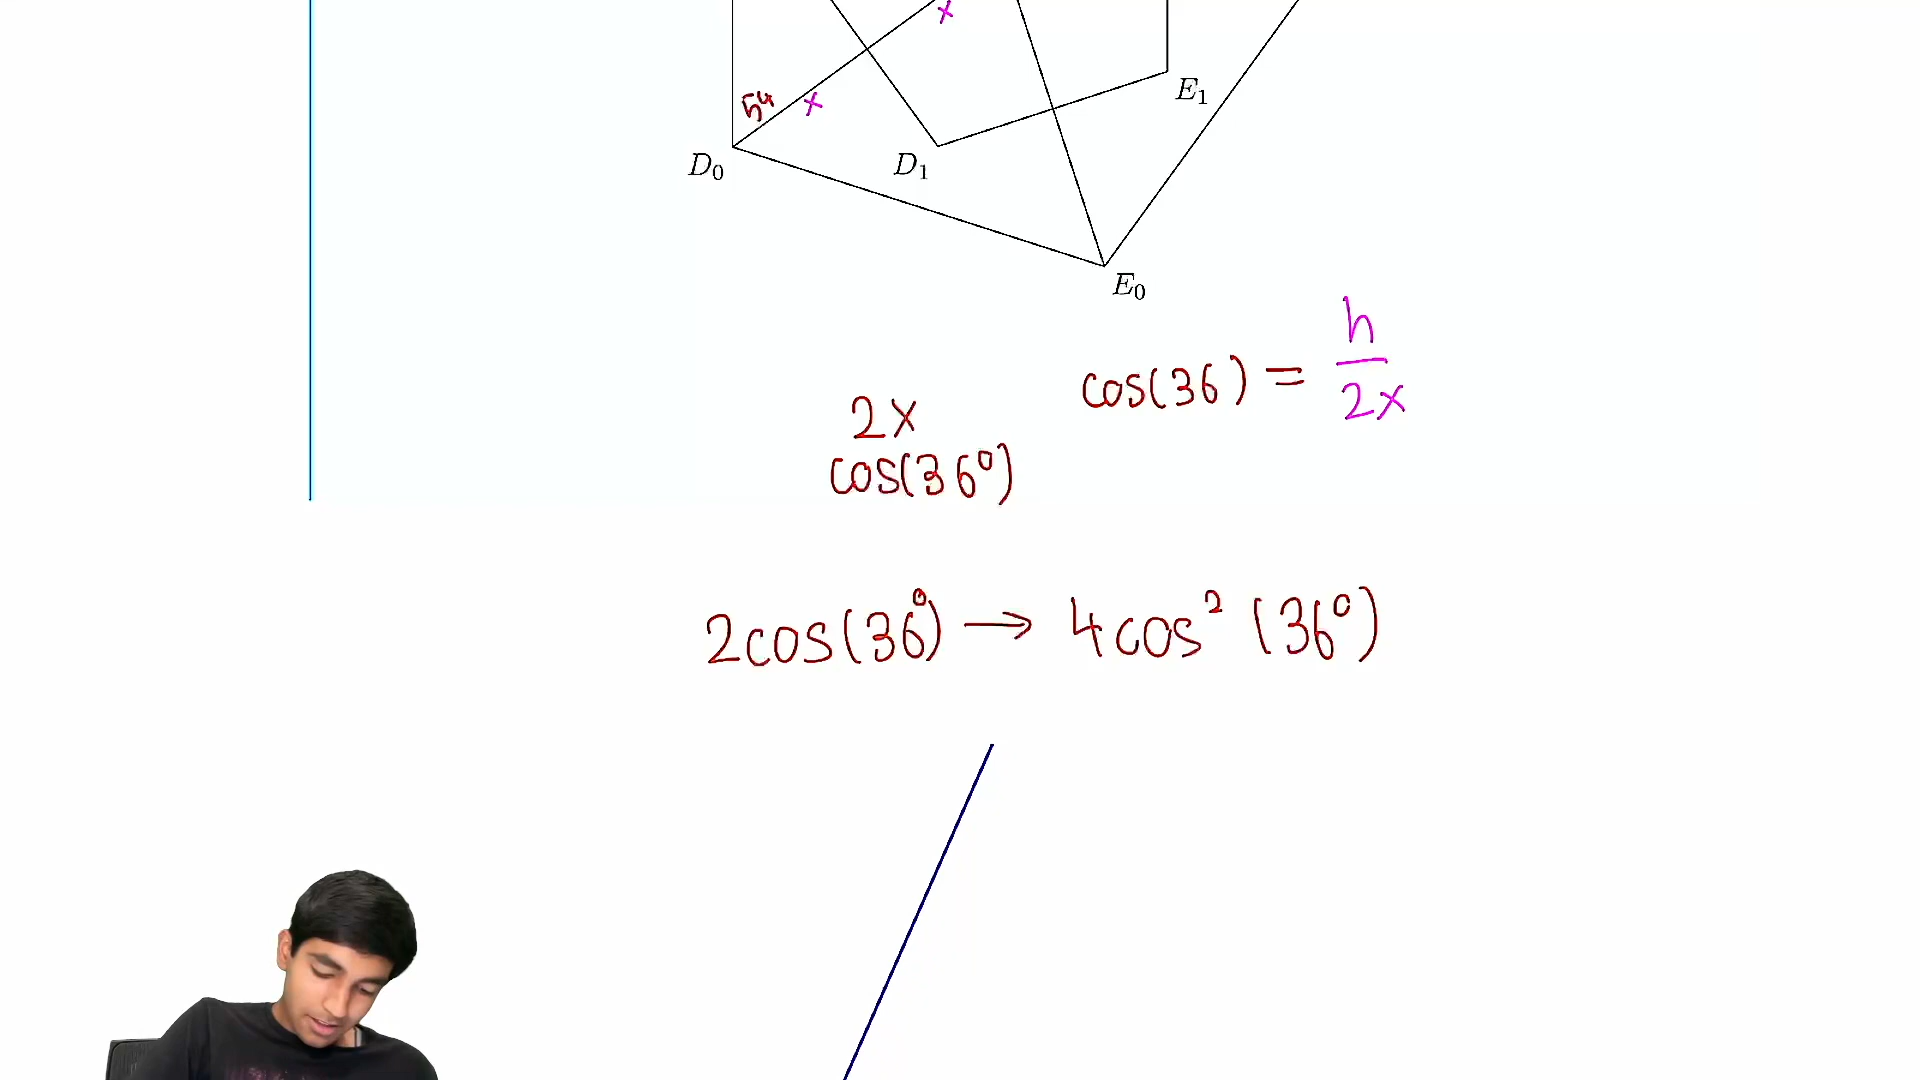 x
54 x
E₁
D₀
D₁
E₀
cos(36) = h/2x
2x
cos(36°)
2cos(36°) → 4cos² (36°)